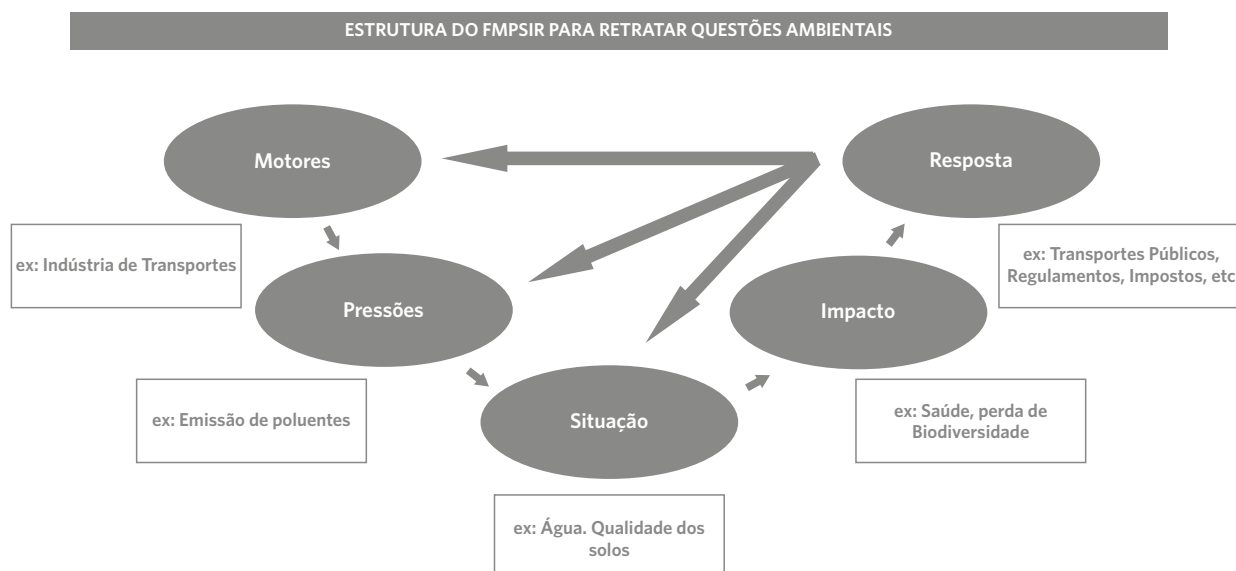 ESTRUTURA DO FMPSIR PARA RETRATAR QUESTÕES AMBIENTAIS
Motores
Resposta
ex: Indústria de Transportes
ex: Transportes Públicos,
Regulamentos, Impostos, etc
Pressões
Impacto
ex: Emissão de poluentes
Situação
ex: Saúde, perda de
Biodiversidade
ex: Água. Qualidade dos
solos